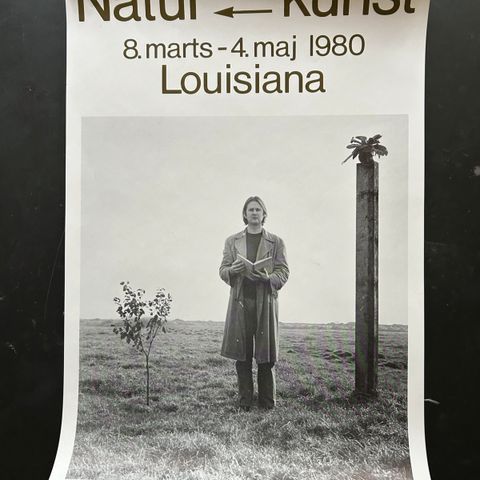 Natur ← Kunst
8. marts - 4. maj 1980
Louisiana